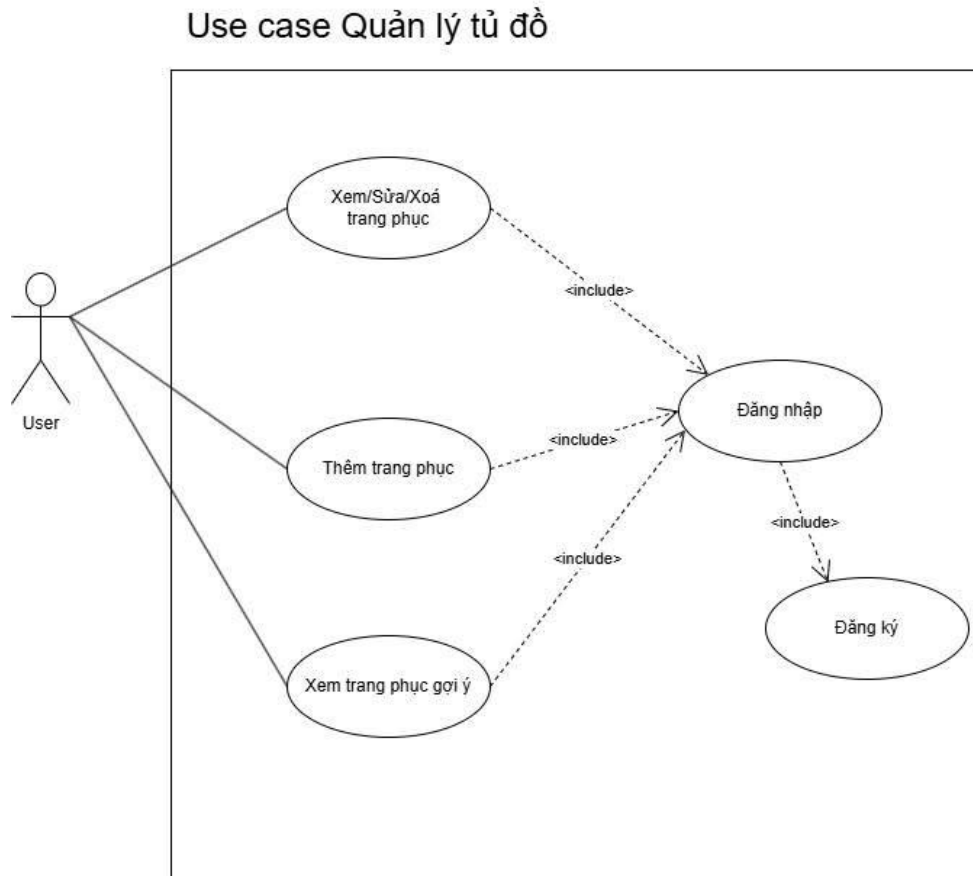 Use case Quản lý tủ đồ
Xem/Sửa/Xoá
trang phục
<include>
User
Đăng nhập
Thêm trang phục
<include>
<include>
<include>
Đăng ký
Xem trang phục gợi ý